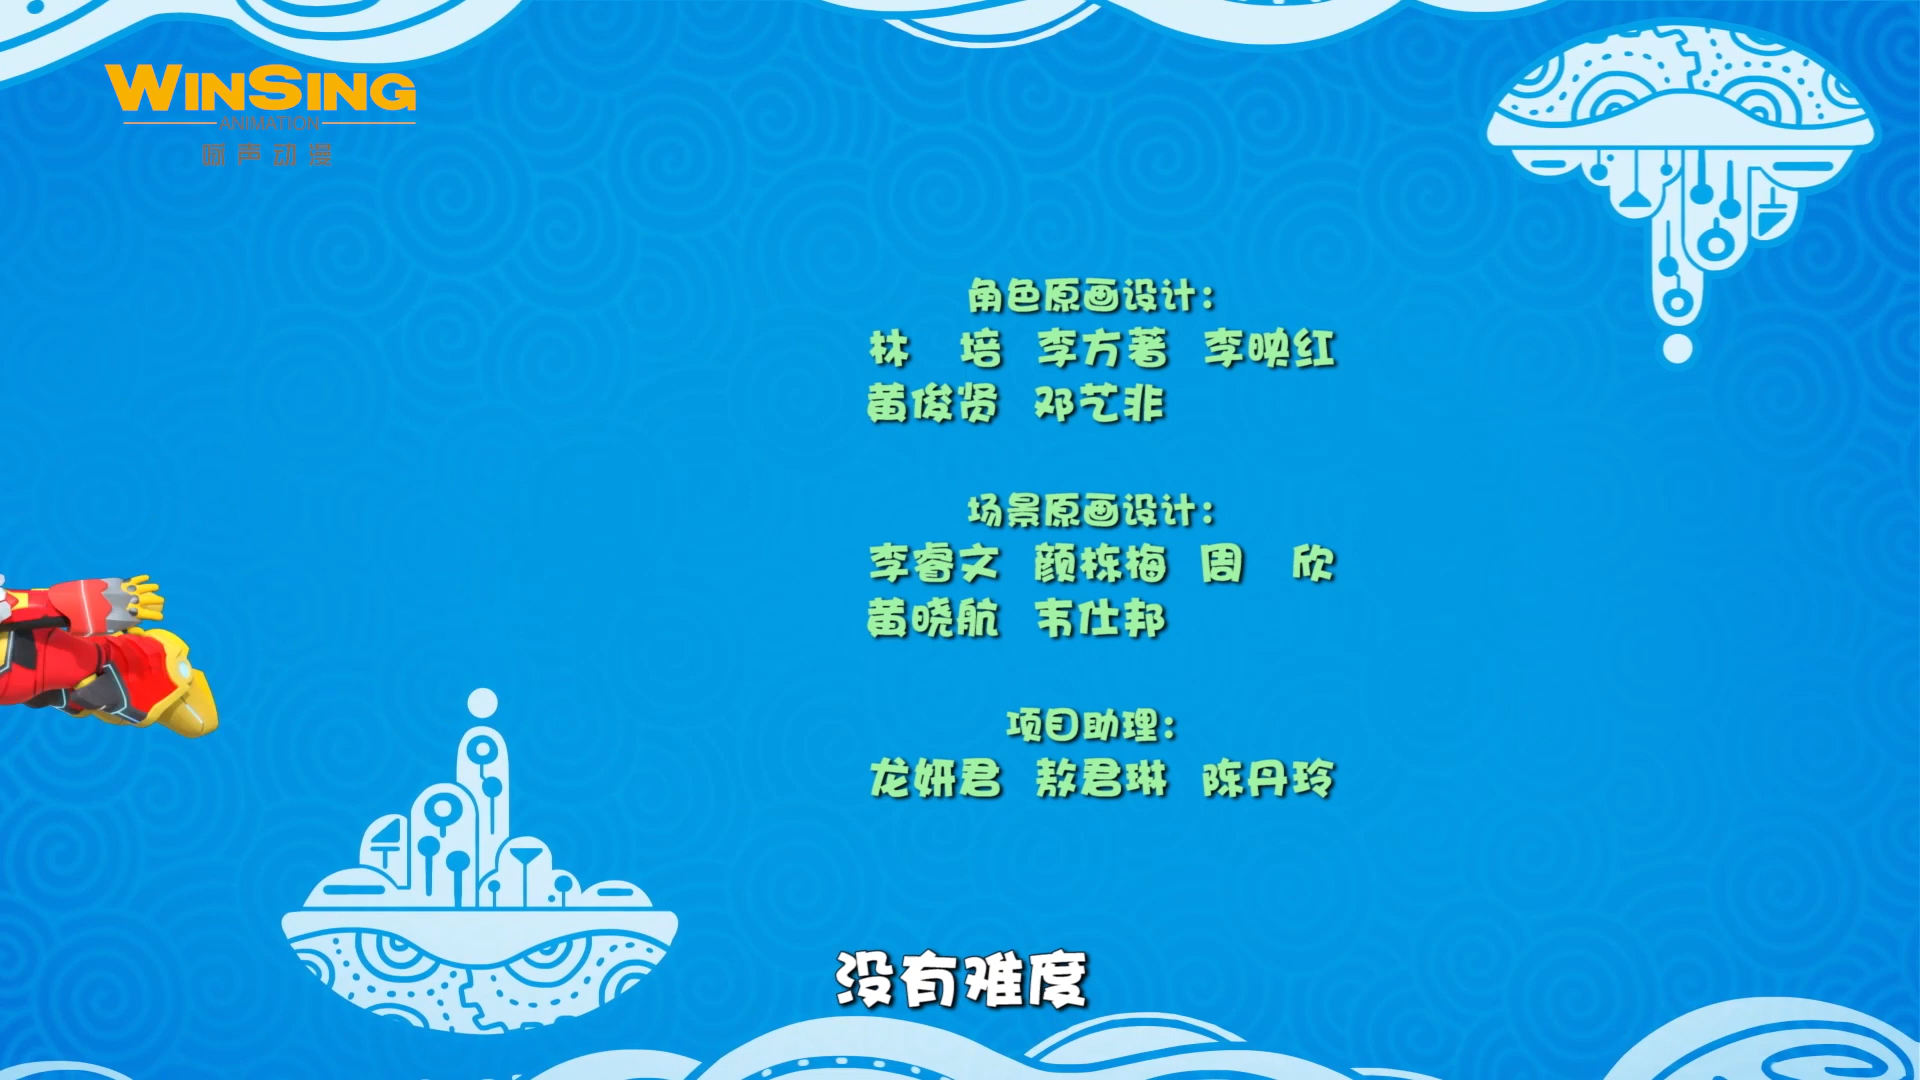 WINSING
ANIMATION
咏声动漫
角色原画设计：
林 培 李方著 李映红
黄俊贤 邓艺非
场景原画设计：
李睿文 颜栋梅 周 欣
黄晓航 韦仕邦
项目助理：
龙妍君 敖君琳 陈丹玲
没有难度